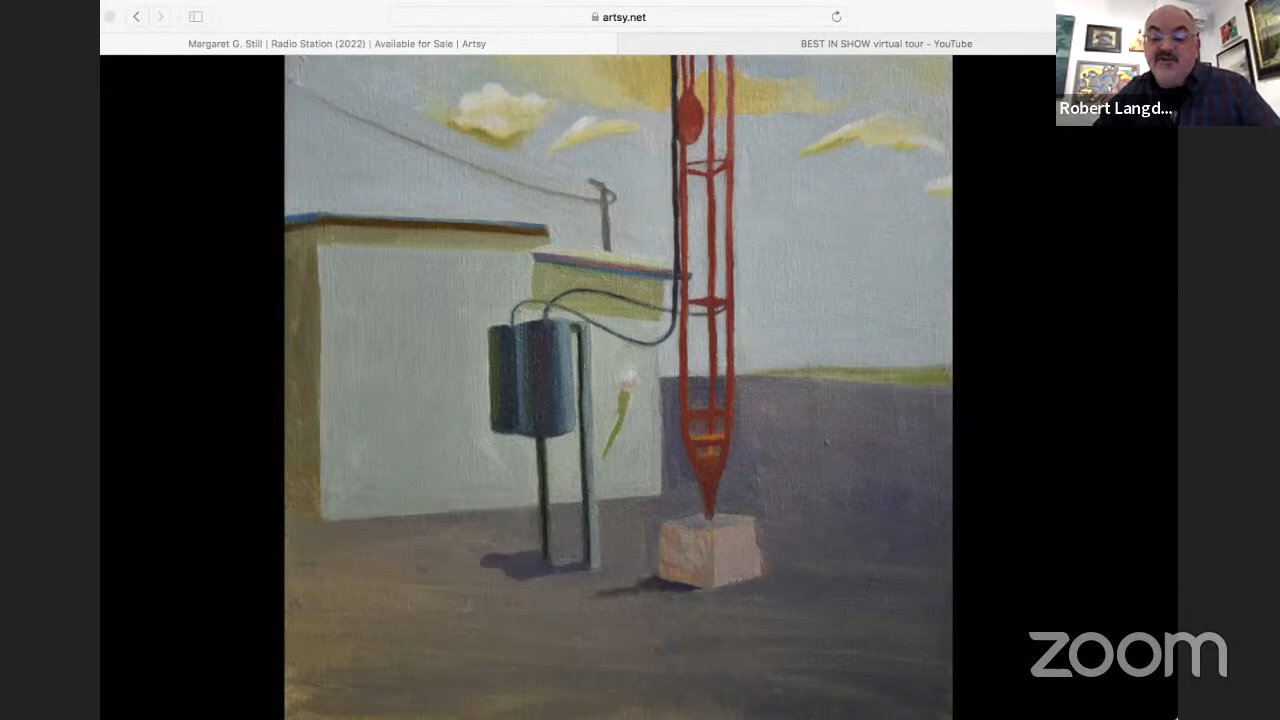 artsy.net
Margaret G. Still | Radio Station (2022) | Available for Sale | Artsy
BEST IN SHOW virtual tour - YouTube
Robert Langd...
zoom